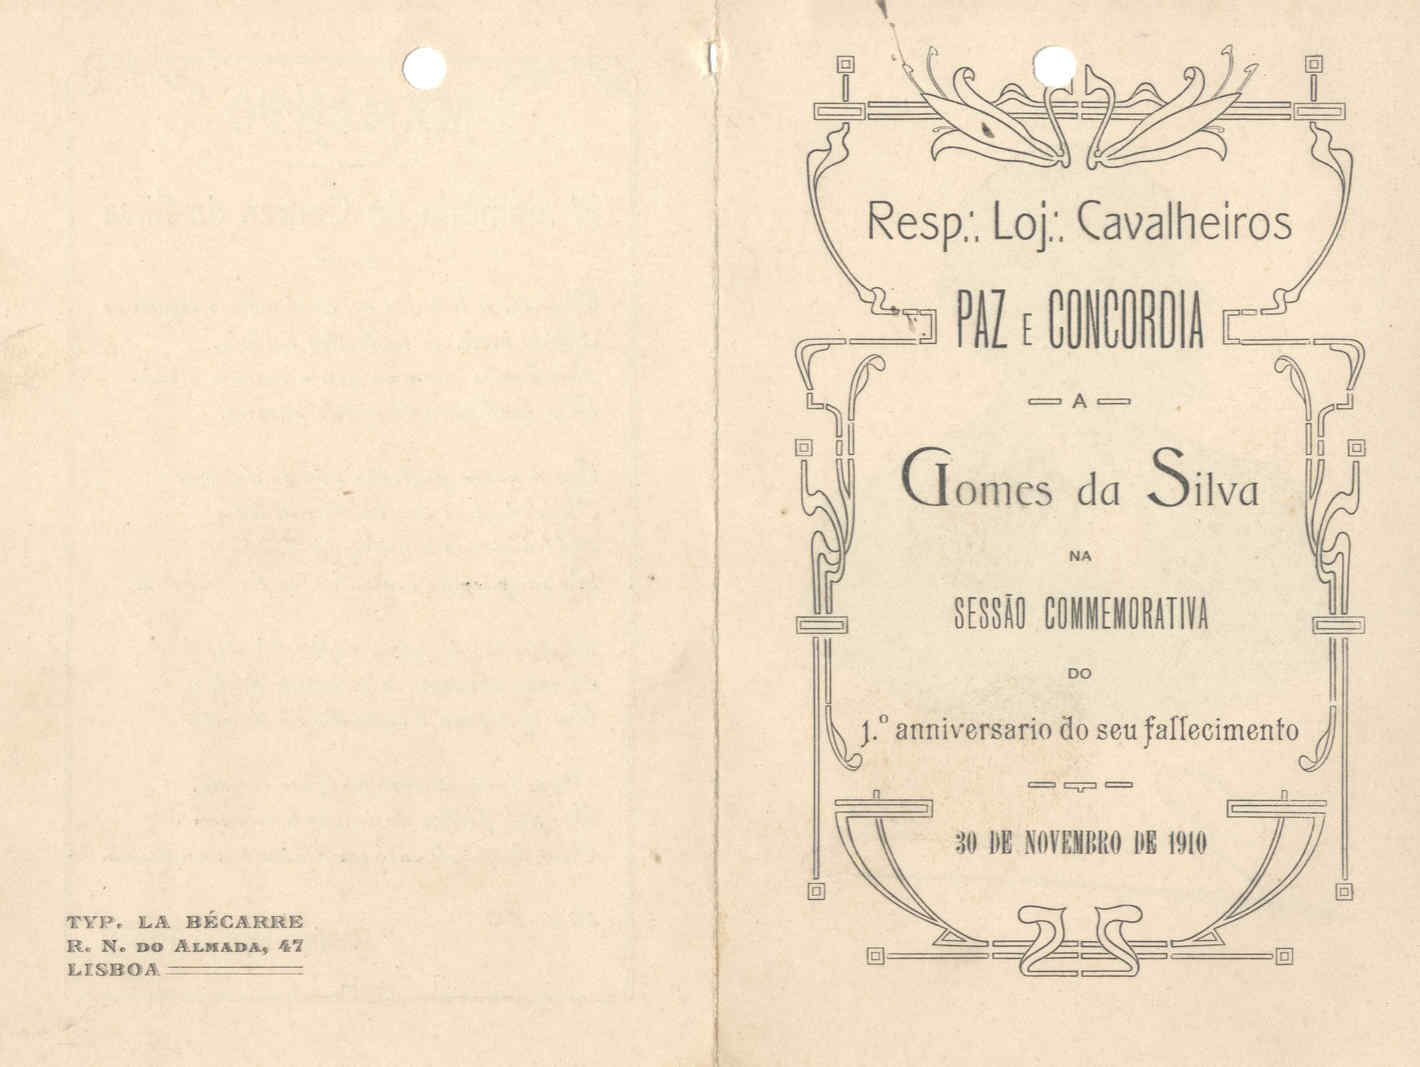 TYP. LA BÉCARRE
R. N. DO ALMADA, 47
LISBOA
Resp∴ Loj∴ Cavalheiros
PAZ E CONCORDIA
A
Gomes da Silva
NA
SESSÃO COMMEMORATIVA
DO
1.º anniversario do seu fallecimento
30 DE NOVEMBRO DE 1910